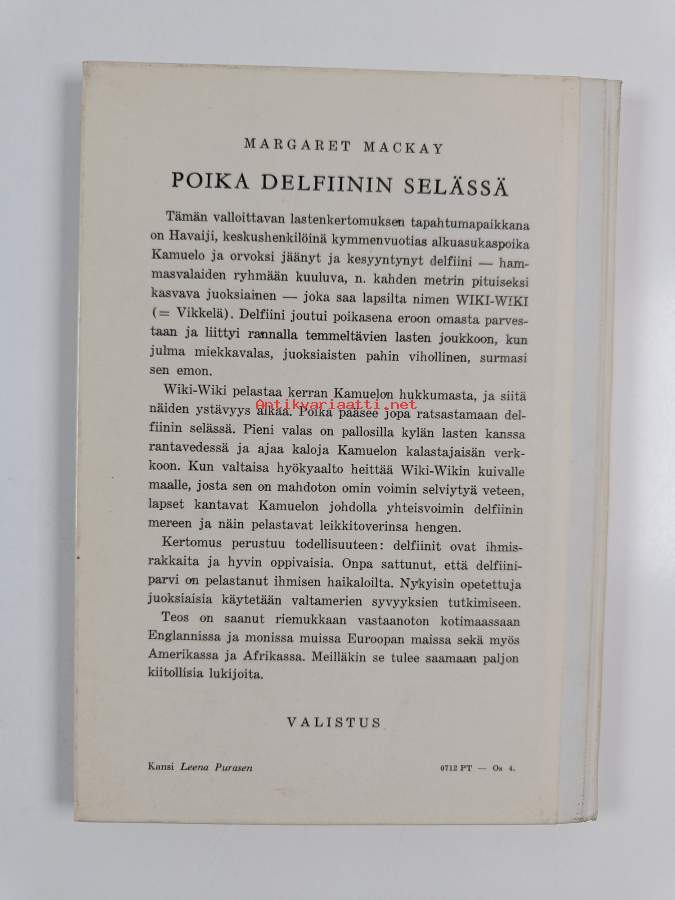 MARGARET MACKAY
POIKA DELFIININ SELÄSSÄ
Tämän valloittavan lastenkertomuksen tapahtumapaikkana
on Havaiji, keskushenkilöinä kymmenvuotias alkuasukaspoika
Kamuelo ja orvoksi jäänyt ja kesyyntynyt delfiini — ham-
masvalaiden ryhmään kuuluva, n. kahden metrin pituiseksi
kasvava juoksiainen — joka saa lapsilta nimen WIKI-WIKI
(= Vikkelä). Delfiini joutui poikasena eroon omasta parves-
taan ja liittyi rannalla temmeltävien lasten joukkoon, kun
julma miekkavalas, juoksiaisten pahin vihollinen, surmasi
sen emon.
Wiki-Wiki pelastaa kerran Kamuelon hukkumasta, ja siitä
näiden ystävyys alkaa. Poika pääsee jopa ratsastamaan del-
Antikvariaatti.net
fiinin selässä. Pieni valas on pallosilla kylän lasten kanssa
rantavedessä ja ajaa kaloja Kamuelon kalastajaisän verk-
koon. Kun valtaisa hyökyaalto heittää Wiki-Wikin kuivalle
maalle, josta sen on mahdoton omin voimin selviytyä veteen,
lapset kantavat Kamuelon johdolla yhteisvoimin delfiinin
mereen ja näin pelastavat leikkitoverinsa hengen.
Kertomus perustuu todellisuuteen: delfiinit ovat ihmis-
rakkaita ja hyvin oppivaisia. Onpa sattunut, että delfiini-
parvi on pelastanut ihmisen haikaloilta. Nykyisin opetettuja
juoksiaisia käytetään valtamerien syvyyksien tutkimiseen.
Teos on saanut riemukkaan vastaanoton kotimaassaan
Englannissa ja monissa muissa Euroopan maissa sekä myös
Amerikassa ja Afrikassa. Meilläkin se tulee saamaan paljon
kiitollisia lukijoita.
VALISTUS
Kansi Leena Puranen
0712 PT — Os 4.